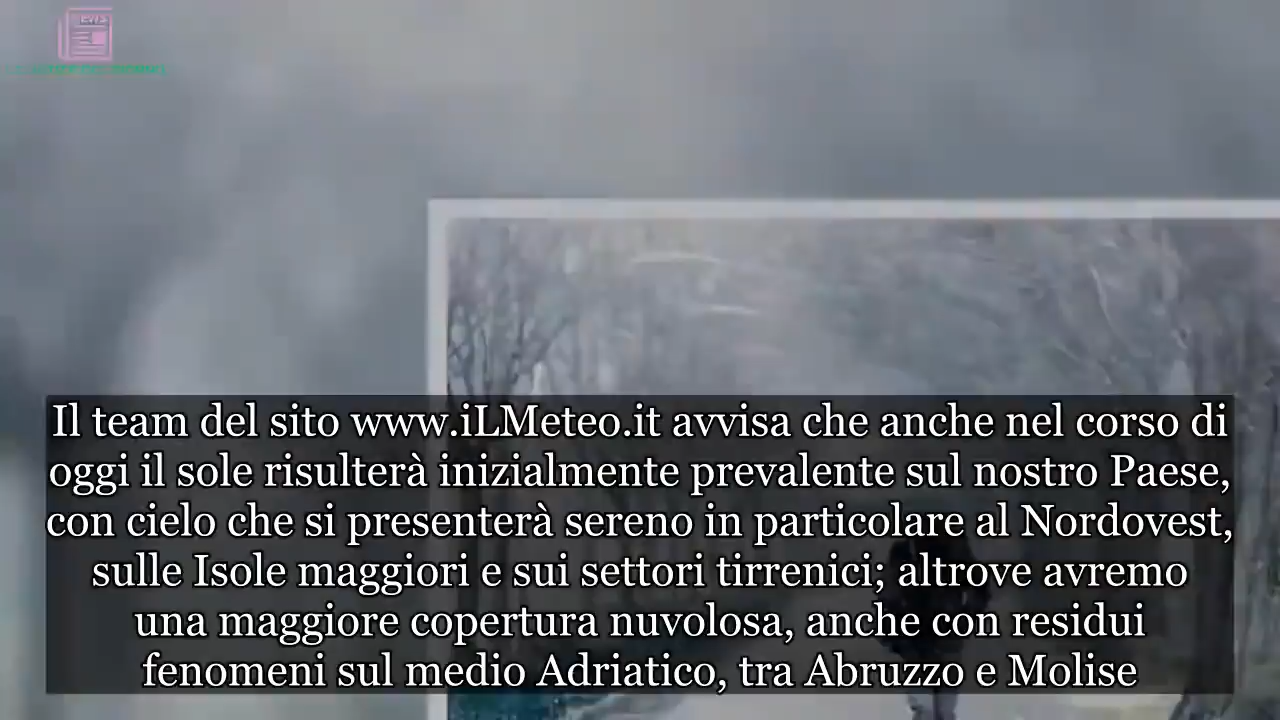 NEWS
Il team del sito www.iLMeteo.it avvisa che anche nel corso di
oggi il sole risulterà inizialmente prevalente sul nostro Paese,
con cielo che si presenterà sereno in particolare al Nordovest,
sulle Isole maggiori e sui settori tirrenici; altrove avremo
una maggiore copertura nuvolosa, anche con residui
fenomeni sul medio Adriatico, tra Abruzzo e Molise